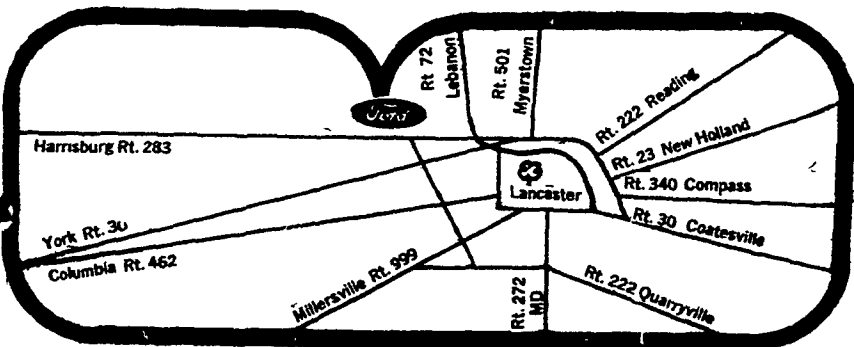 Rt 72
Lebanon
Rt. 501
Myerstown
Ford
Rt. 222 Reading
Harrisburg Rt. 283
Rt. 23 New Holland
Rt. 340 Compass
Lancaster
Rt. 30 Coatesville
York Rt. 30
Columbia Rt. 462
Millersville Rt. 999
Rt. 272
MD
Rt. 222 Quarryville